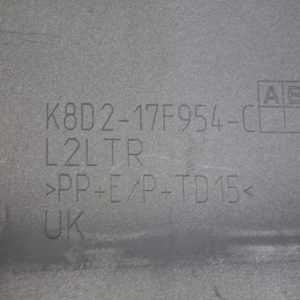 K8D2-17F954-C
A
L2LTR
>PP+E/P-TD15<
UK